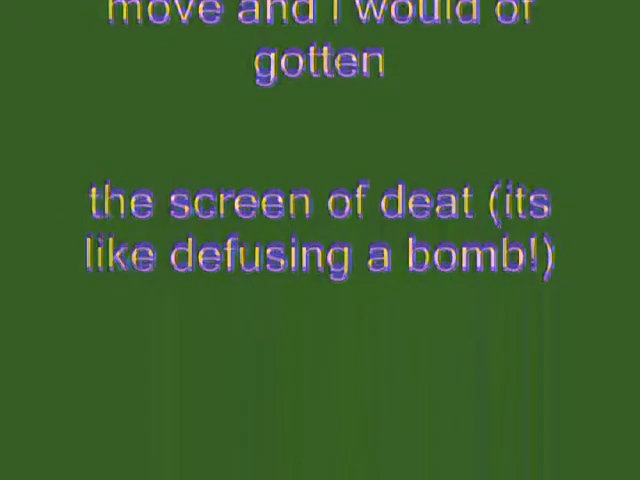 move and I would of
gotten
the screen of deat (its
like defusing a bomb!)